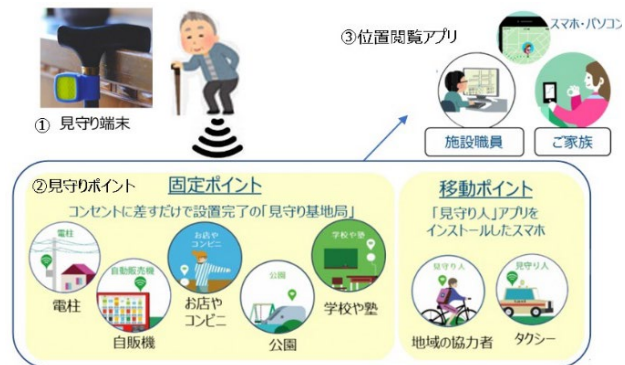 ① 見守り端末
③位置閲覧アプリ
スマホ・パソコン
施設職員
ご家族
②見守りポイント
固定ポイント
コンセントに差すだけで設置完了の「見守り基地局」
電柱
電柱
自動販売機
自販機
お店や
コンビニ
お店や
コンビニ
公園
公園
学校や塾
学校や塾
移動ポイント
「見守り人」アプリを
インストールしたスマホ
見守り人
地域の協力者
見守り人
タクシー